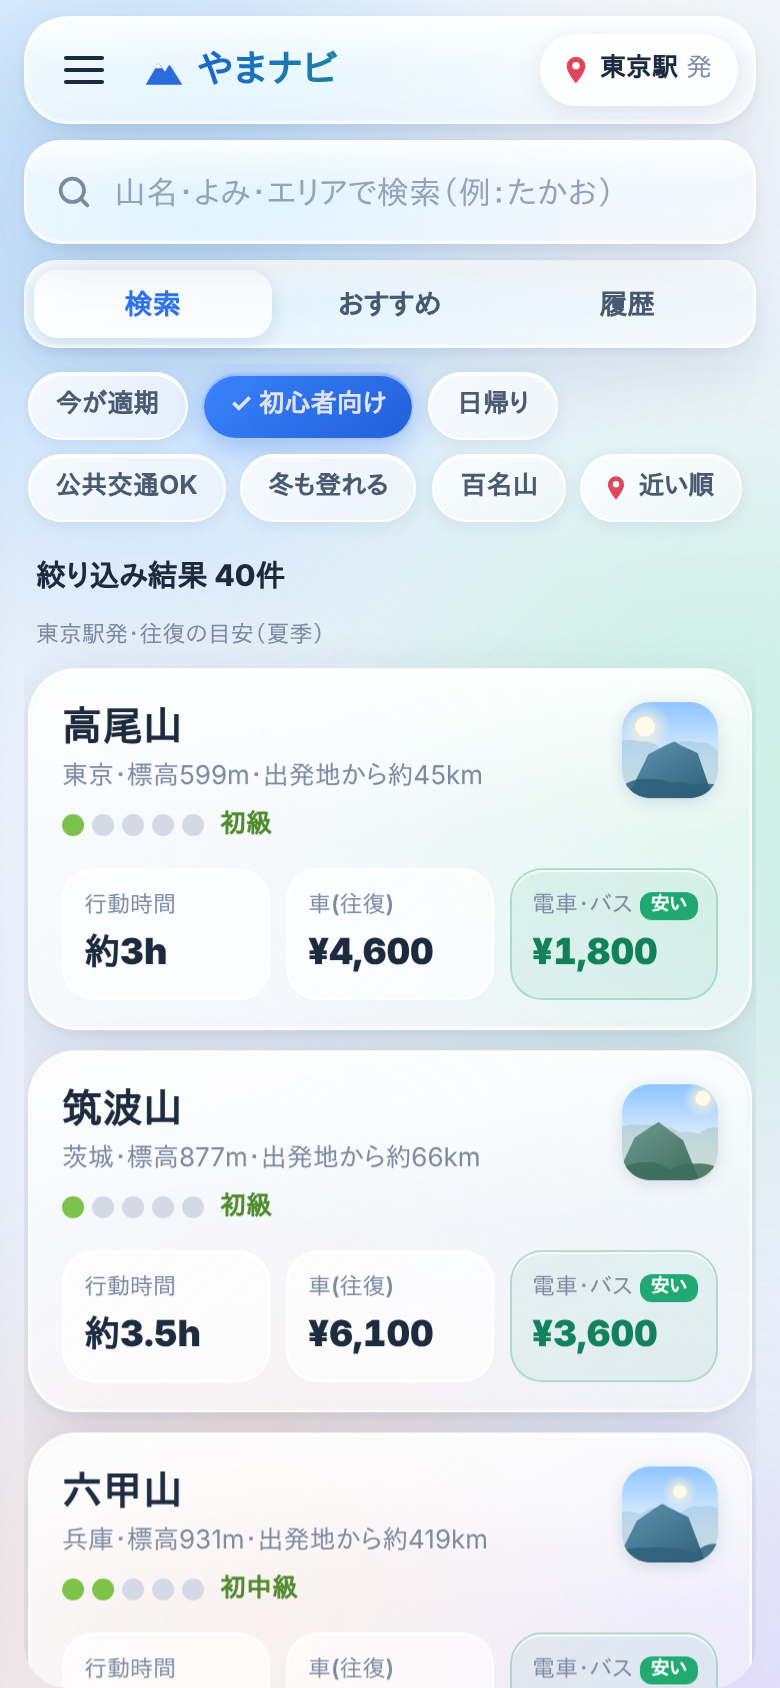 やまナビ
東京駅 発
山名・よみ・エリアで検索(例:たかお)
検索 おすすめ 履歴
今が適期 ✓ 初心者向け 日帰り
公共交通OK 冬も登れる 百名山 近い順
絞り込み結果 40件
東京駅発・往復の目安(夏季)
高尾山
東京・標高599m・出発地から約45km
初級
行動時間 車(往復) 電車・バス 安い
約3h ¥4,600 ¥1,800
筑波山
茨城・標高877m・出発地から約66km
初級
行動時間 車(往復) 電車・バス 安い
約3.5h ¥6,100 ¥3,600
六甲山
兵庫・標高931m・出発地から約419km
初中級
行動時間 車(往復) 電車・バス 安い